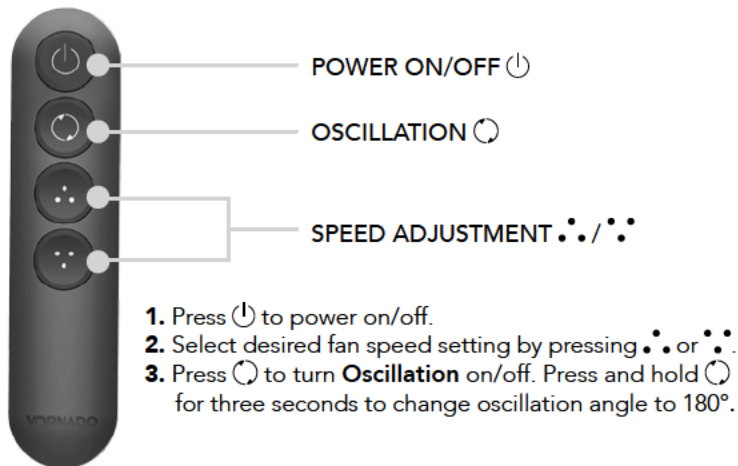 POWER ON/OFF ⏻
OSCILLATION 🗘
SPEED ADJUSTMENT ∴/∵
1. Press ⏻ to power on/off.
2. Select desired fan speed setting by pressing ∴ or ∵.
3. Press 🗘 to turn Oscillation on/off. Press and hold 🗘
for three seconds to change oscillation angle to 180°.
VORNADO